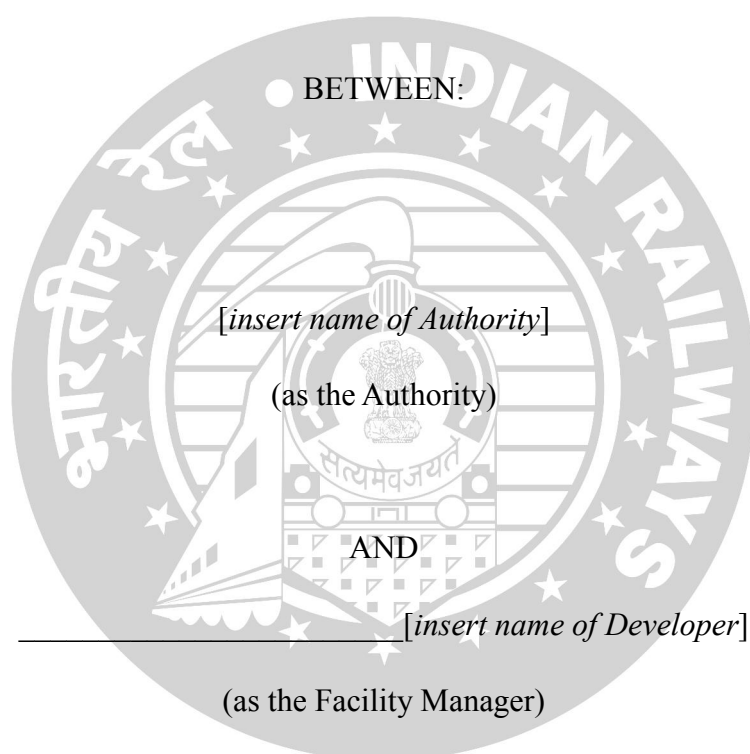 भारतीय रेल
INDIAN RAILWAYS
BETWEEN:
[insert name of Authority]
(as the Authority)
सत्यमेव जयते
AND
________________________[insert name of Developer]
(as the Facility Manager)